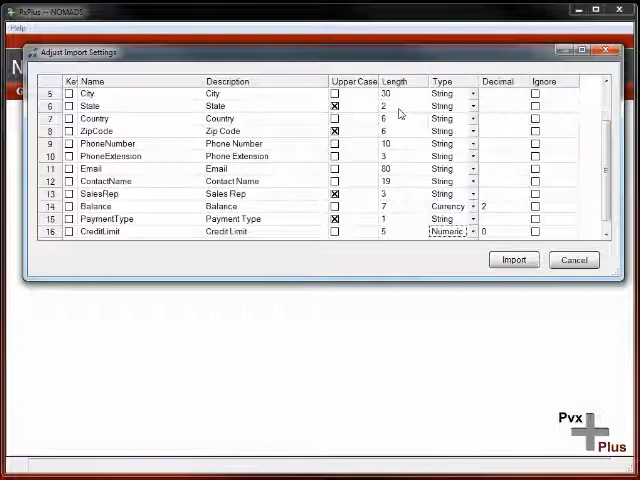 PxPlus -- NOMADS
Help
N
G
Adjust Import Settings
Key Name Description Upper Case Length Type Decimal Ignore
5 City City 30 String
6 State State 2 String
7 Country Country 6 String
8 ZipCode Zip Code 6 String
9 PhoneNumber Phone Number 10 String
10 PhoneExtension Phone Extension 3 String
11 Email Email 80 String
12 ContactName Contact Name 19 String
13 SalesRep Sales Rep 3 String
14 Balance Balance 7 Currency 2
15 PaymentType Payment Type 1 String
16 CreditLimit Credit Limit 5 Numeric 0
Import Cancel
Pvx
Plus